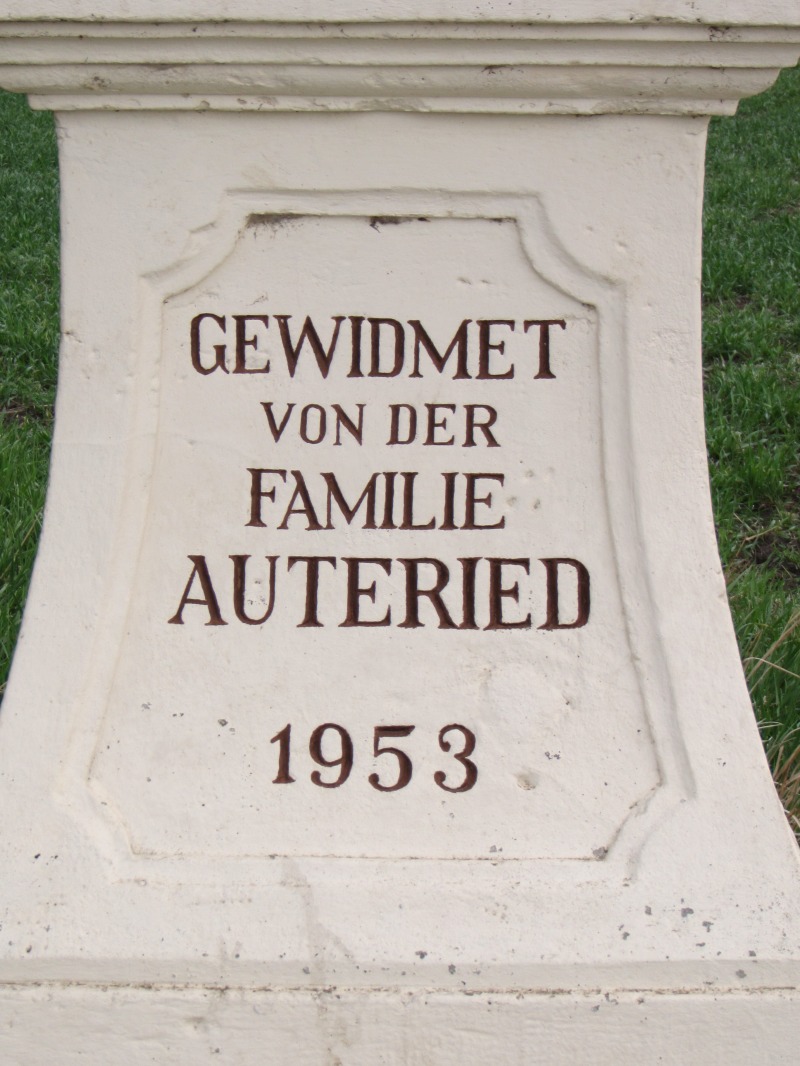 GEWIDMET
VON DER
FAMILIE
AUTERIED
1953